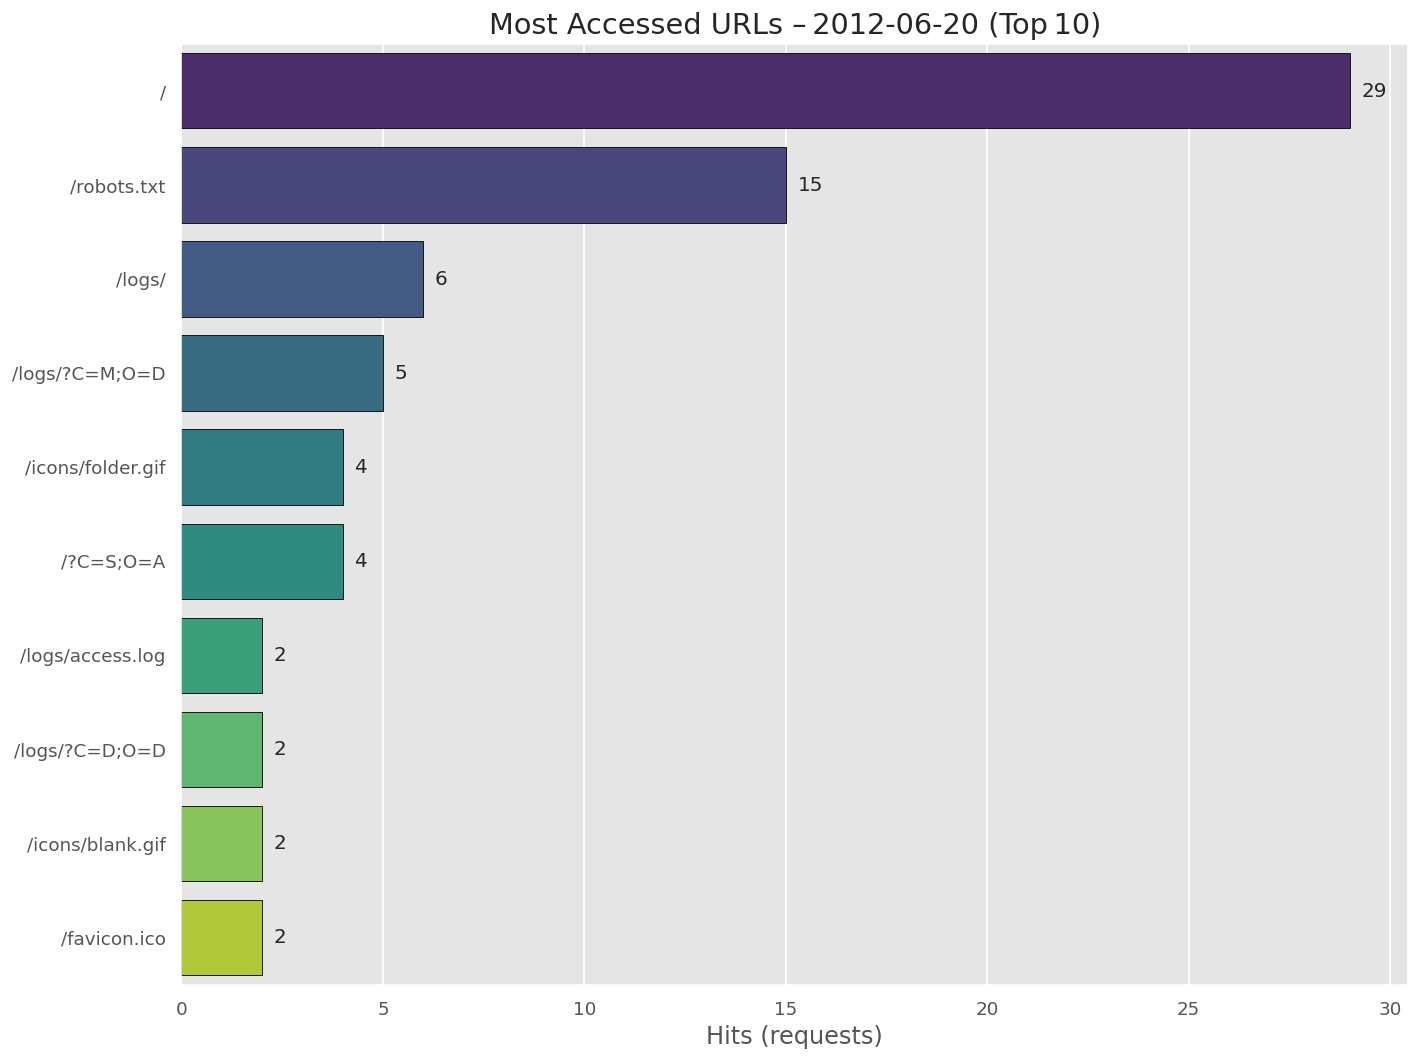 Most Accessed URLs – 2012-06-20 (Top 10)
/ 29
/robots.txt 15
/logs/ 6
/logs/?C=M;O=D 5
/icons/folder.gif 4
/?C=S;O=A 4
/logs/access.log 2
/logs/?C=D;O=D 2
/icons/blank.gif 2
/favicon.ico 2
0 5 10 15 20 25 30
Hits (requests)